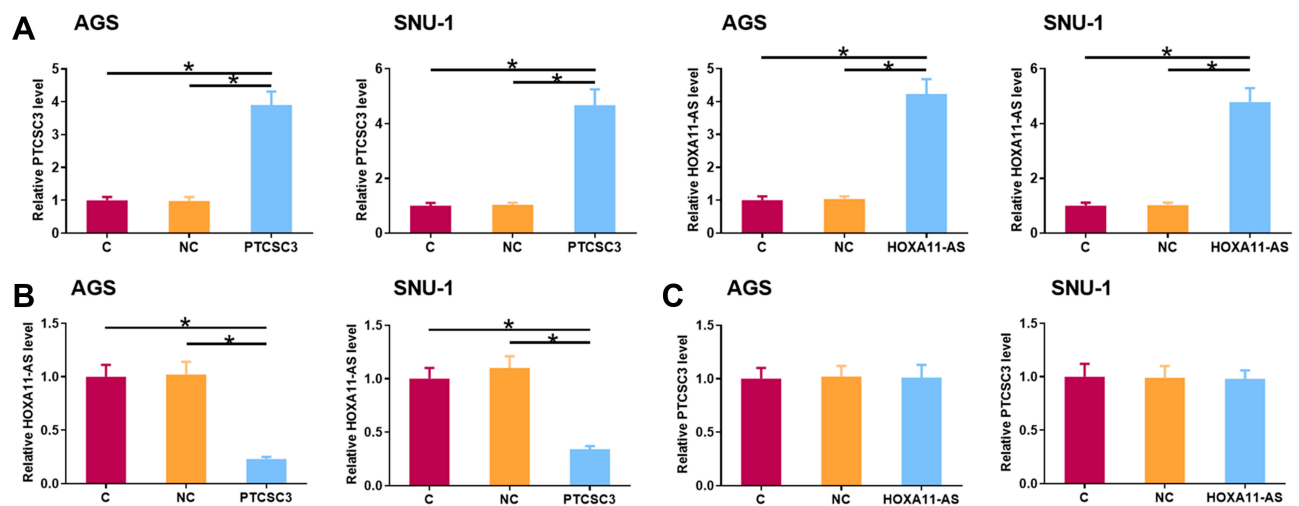 A
AGS
Relative PTCSC3 level
5
4
3
2
1
0
*
*
C
NC
PTCSC3
SNU-1
Relative PTCSC3 level
6
4
2
0
*
*
C
NC
PTCSC3
AGS
Relative HOXA11-AS level
5
4
3
2
1
0
*
*
C
NC
HOXA11-AS
SNU-1
Relative HOXA11-AS level
6
4
2
0
*
*
C
NC
HOXA11-AS
B
AGS
Relative HOXA11-AS level
1.5
1.0
0.5
0.0
*
*
C
NC
PTCSC3
SNU-1
Relative HOXA11-AS level
1.5
1.0
0.5
0.0
*
*
C
NC
PTCSC3
C
AGS
Relative PTCSC3 level
1.5
1.0
0.5
0.0
C
NC
HOXA11-AS
SNU-1
Relative PTCSC3 level
1.5
1.0
0.5
0.0
C
NC
HOXA11-AS